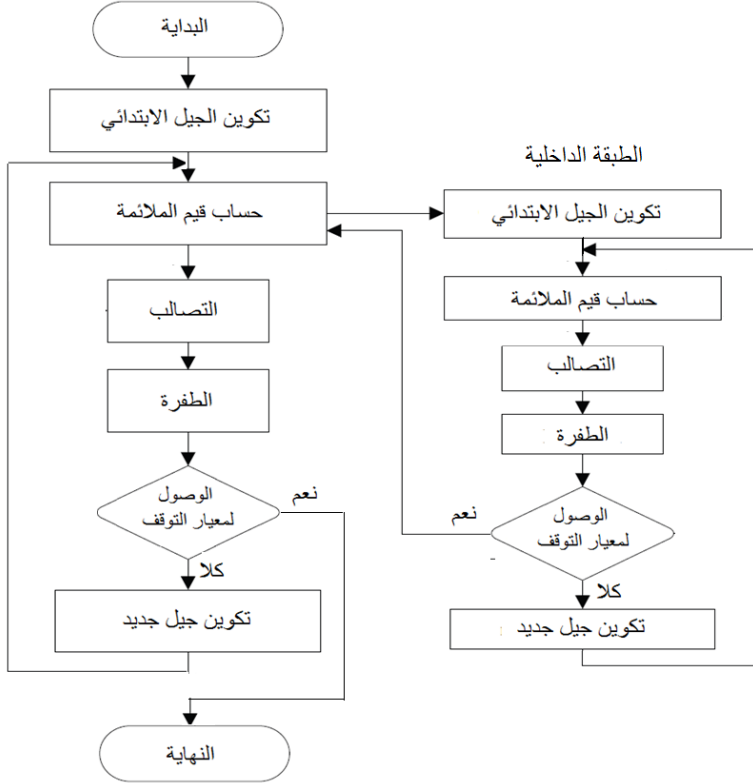 البداية
تكوين الجيل الابتدائي
حساب قيم الملائمة
التصالب
الطفرة
الوصول
لمعيار التوقف
نعم
كلا
تكوين جيل جديد
النهاية
الطبقة الداخلية
تكوين الجيل الابتدائي
حساب قيم الملائمة
التصالب
الطفرة
الوصول
لمعيار التوقف
نعم
كلا
تكوين جيل جديد